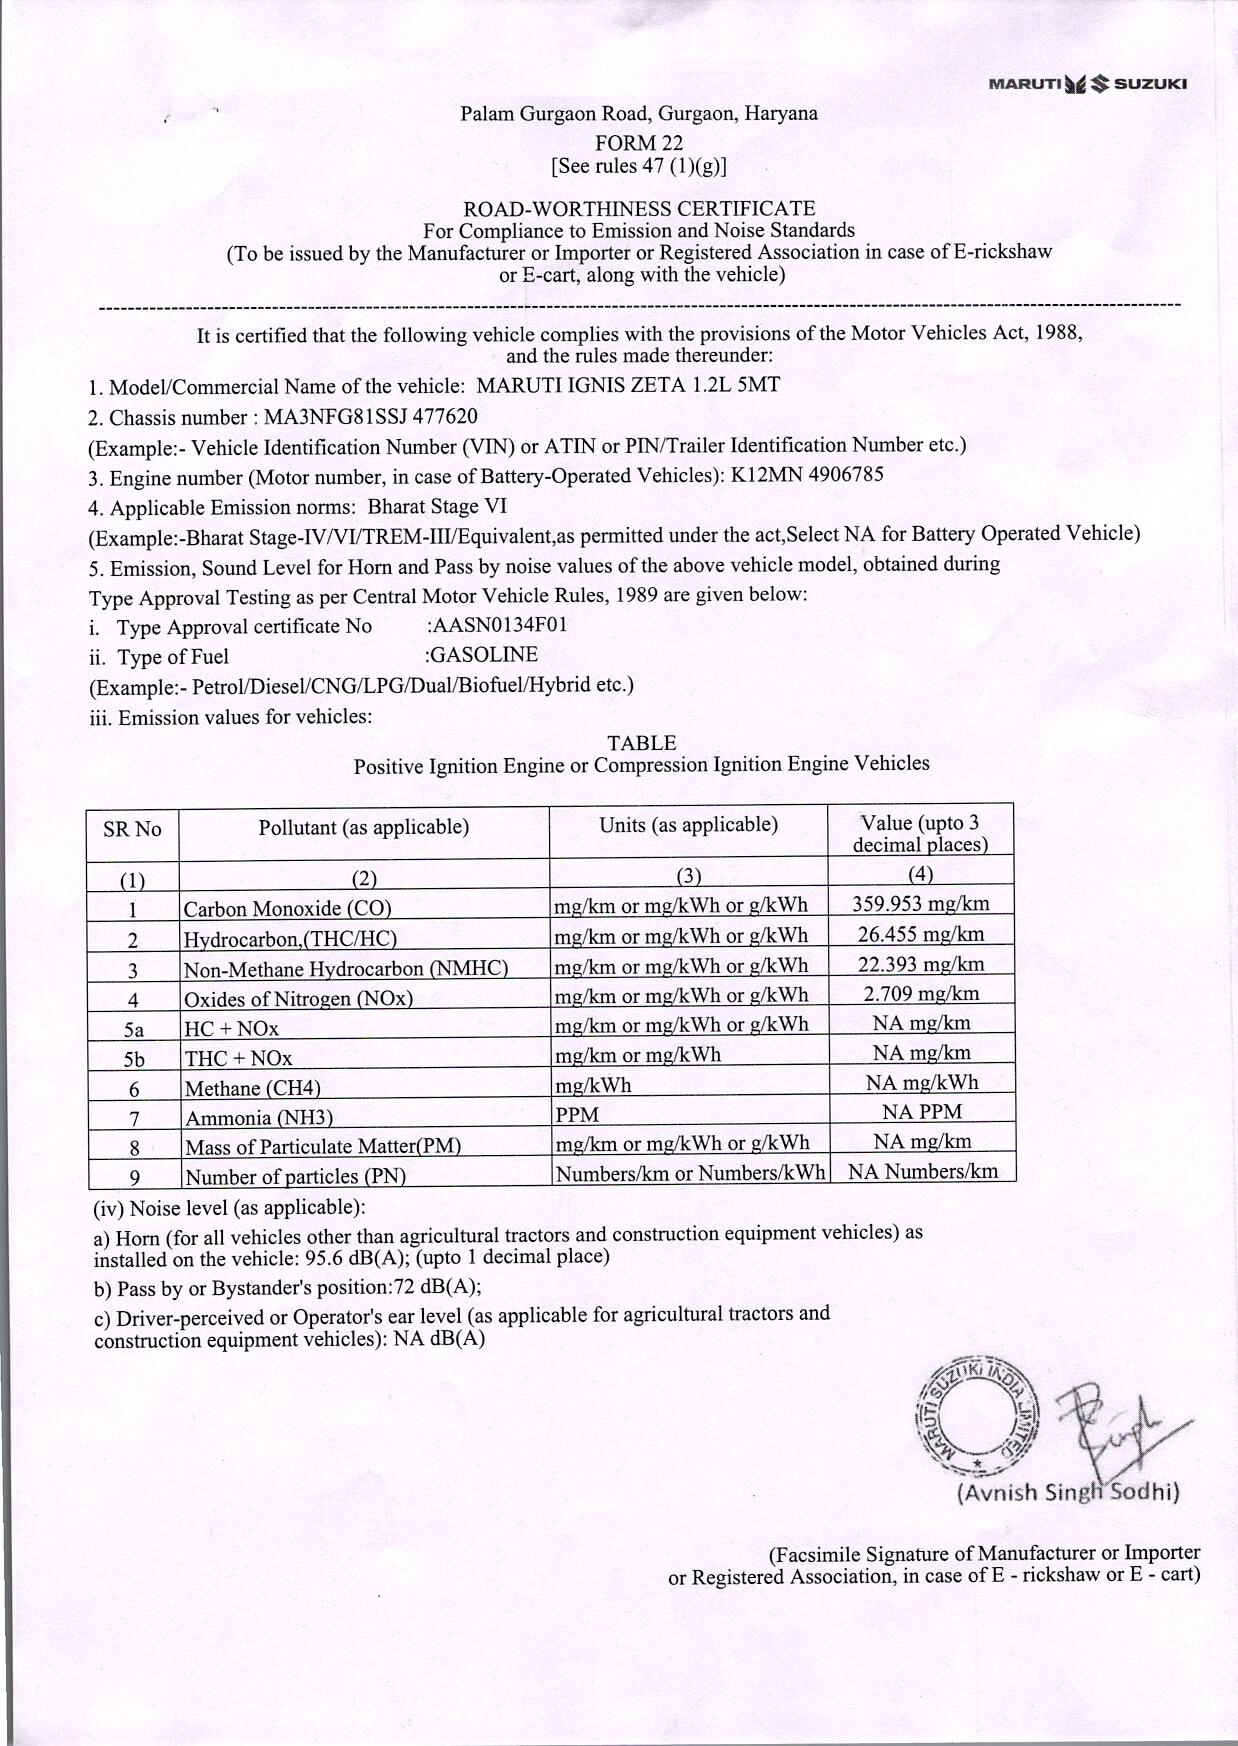 MARUTI SUZUKI
Palam Gurgaon Road, Gurgaon, Haryana
FORM 22
[See rules 47 (1)(g)]
ROAD-WORTHINESS CERTIFICATE
For Compliance to Emission and Noise Standards
(To be issued by the Manufacturer or Importer or Registered Association in case of E-rickshaw
or E-cart, along with the vehicle)
It is certified that the following vehicle complies with the provisions of the Motor Vehicles Act, 1988,
and the rules made thereunder:
1. Model/Commercial Name of the vehicle: MARUTI IGNIS ZETA 1.2L 5MT
2. Chassis number : MA3NFG81SSJ 477620
(Example:- Vehicle Identification Number (VIN) or ATIN or PIN/Trailer Identification Number etc.)
3. Engine number (Motor number, in case of Battery-Operated Vehicles): K12MN 4906785
4. Applicable Emission norms: Bharat Stage VI
(Example:-Bharat Stage-IV/VI/TREM-III/Equivalent,as permitted under the act,Select NA for Battery Operated Vehicle)
5. Emission, Sound Level for Horn and Pass by noise values of the above vehicle model, obtained during
Type Approval Testing as per Central Motor Vehicle Rules, 1989 are given below:
i. Type Approval certificate No :AASN0134F01
ii. Type of Fuel :GASOLINE
(Example:- Petrol/Diesel/CNG/LPG/Dual/Biofuel/Hybrid etc.)
iii. Emission values for vehicles:
TABLE
Positive Ignition Engine or Compression Ignition Engine Vehicles
SR No Pollutant (as applicable) Units (as applicable) Value (upto 3
decimal places)
(1) (2) (3) (4)
1 Carbon Monoxide (CO) mg/km or mg/kWh or g/kWh 359.953 mg/km
2 Hydrocarbon,(THC/HC) mg/km or mg/kWh or g/kWh 26.455 mg/km
3 Non-Methane Hydrocarbon (NMHC) mg/km or mg/kWh or g/kWh 22.393 mg/km
4 Oxides of Nitrogen (NOx) mg/km or mg/kWh or g/kWh 2.709 mg/km
5a HC + NOx mg/km or mg/kWh or g/kWh NA mg/km
5b THC + NOx mg/km or mg/kWh NA mg/km
6 Methane (CH4) mg/kWh NA mg/kWh
7 Ammonia (NH3) PPM NA PPM
8 Mass of Particulate Matter(PM) mg/km or mg/kWh or g/kWh NA mg/km
9 Number of particles (PN) Numbers/km or Numbers/kWh NA Numbers/km
(iv) Noise level (as applicable):
a) Horn (for all vehicles other than agricultural tractors and construction equipment vehicles) as
installed on the vehicle: 95.6 dB(A); (upto 1 decimal place)
b) Pass by or Bystander's position:72 dB(A);
c) Driver-perceived or Operator's ear level (as applicable for agricultural tractors and
construction equipment vehicles): NA dB(A)
MARUTI SUZUKI INDIA LIMITED
(Avnish Singh Sodhi)
(Facsimile Signature of Manufacturer or Importer
or Registered Association, in case of E - rickshaw or E - cart)